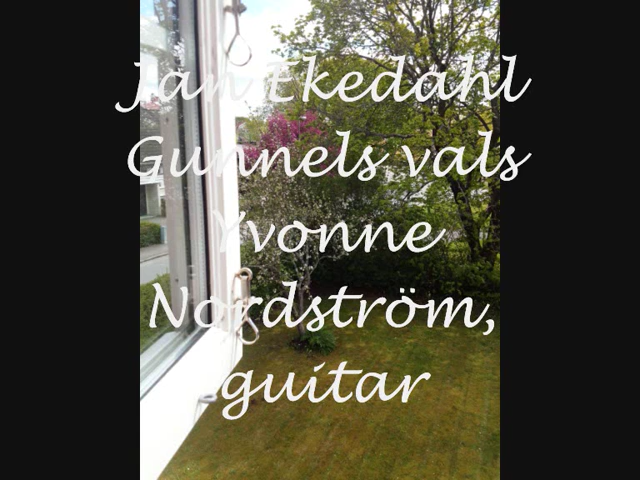 Jan Ekedahl
Gunnels vals
Yvonne
Nordström,
guitar